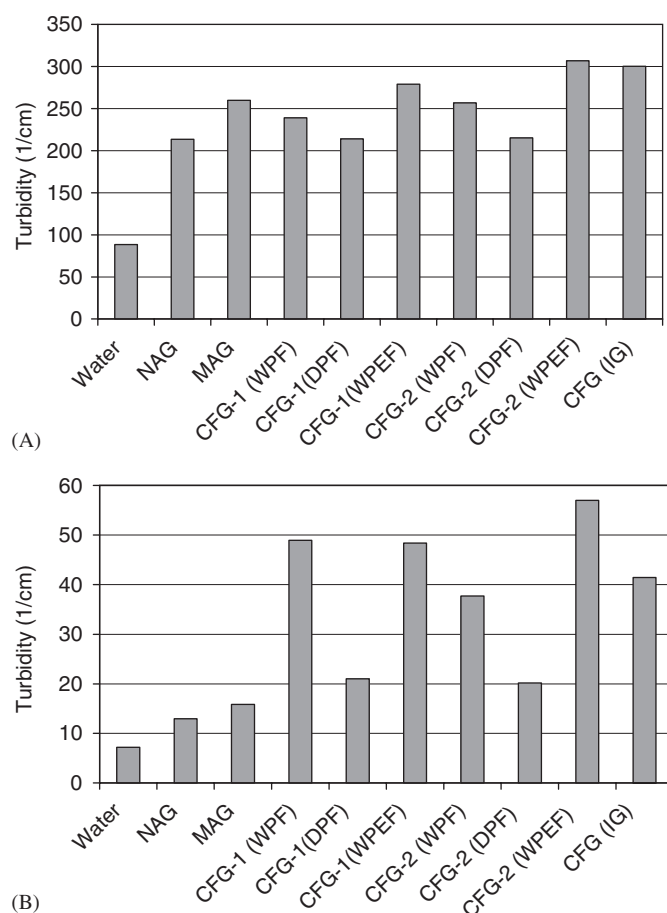 350
300
250
200
150
100
50
0
Turbidity (1/cm)
Water
NAG
MAG
CFG-1 (WPF)
CFG-1(DPF)
CFG-1(WPEF)
CFG-2 (WPF)
CFG-2 (DPF)
CFG-2 (WPEF)
CFG (IG)
(A)
60
50
40
30
20
10
0
Turbidity (1/cm)
Water
NAG
MAG
CFG-1 (WPF)
CFG-1(DPF)
CFG-1(WPEF)
CFG-2 (WPF)
CFG-2 (DPF)
CFG-2 (WPEF)
CFG (IG)
(B)